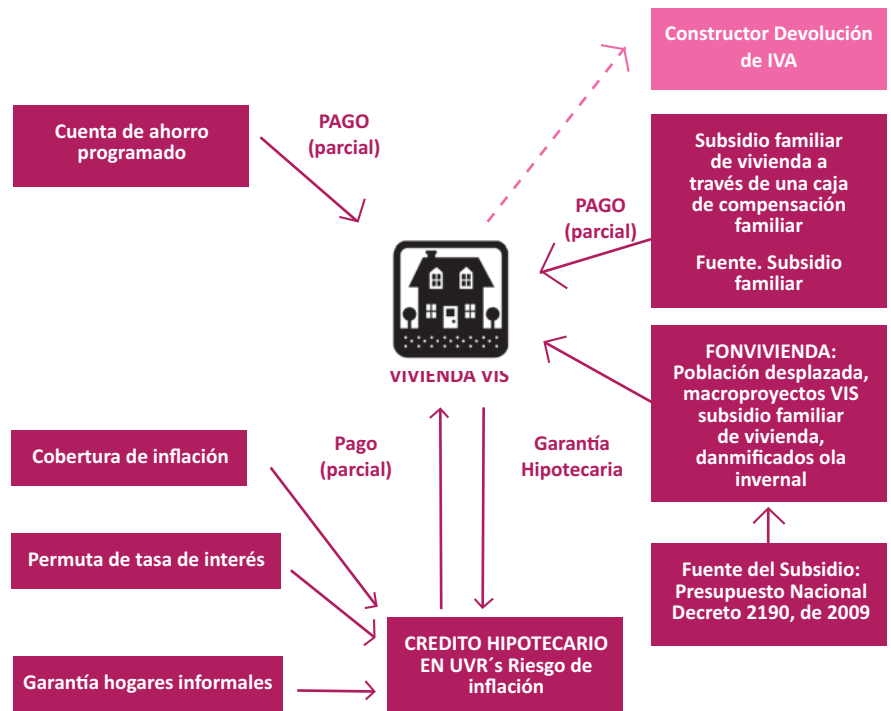 Constructor Devolución
de IVA
Cuenta de ahorro
programado
PAGO
(parcial)
Subsidio familiar
de vivienda a
través de una caja
de compensación
familiar
Fuente. Subsidio
familiar
PAGO
(parcial)
VIVIENDA VIS
FONVIVIENDA:
Población desplazada,
macroproyectos VIS
subsidio familiar
de vivienda,
danmificados ola
invernal
Cobertura de inflación
Pago
(parcial)
Garantía
Hipotecaria
Permuta de tasa de interés
Fuente del Subsidio:
Presupuesto Nacional
Decreto 2190, de 2009
Garantía hogares informales
CREDITO HIPOTECARIO
EN UVR´s Riesgo de
inflación